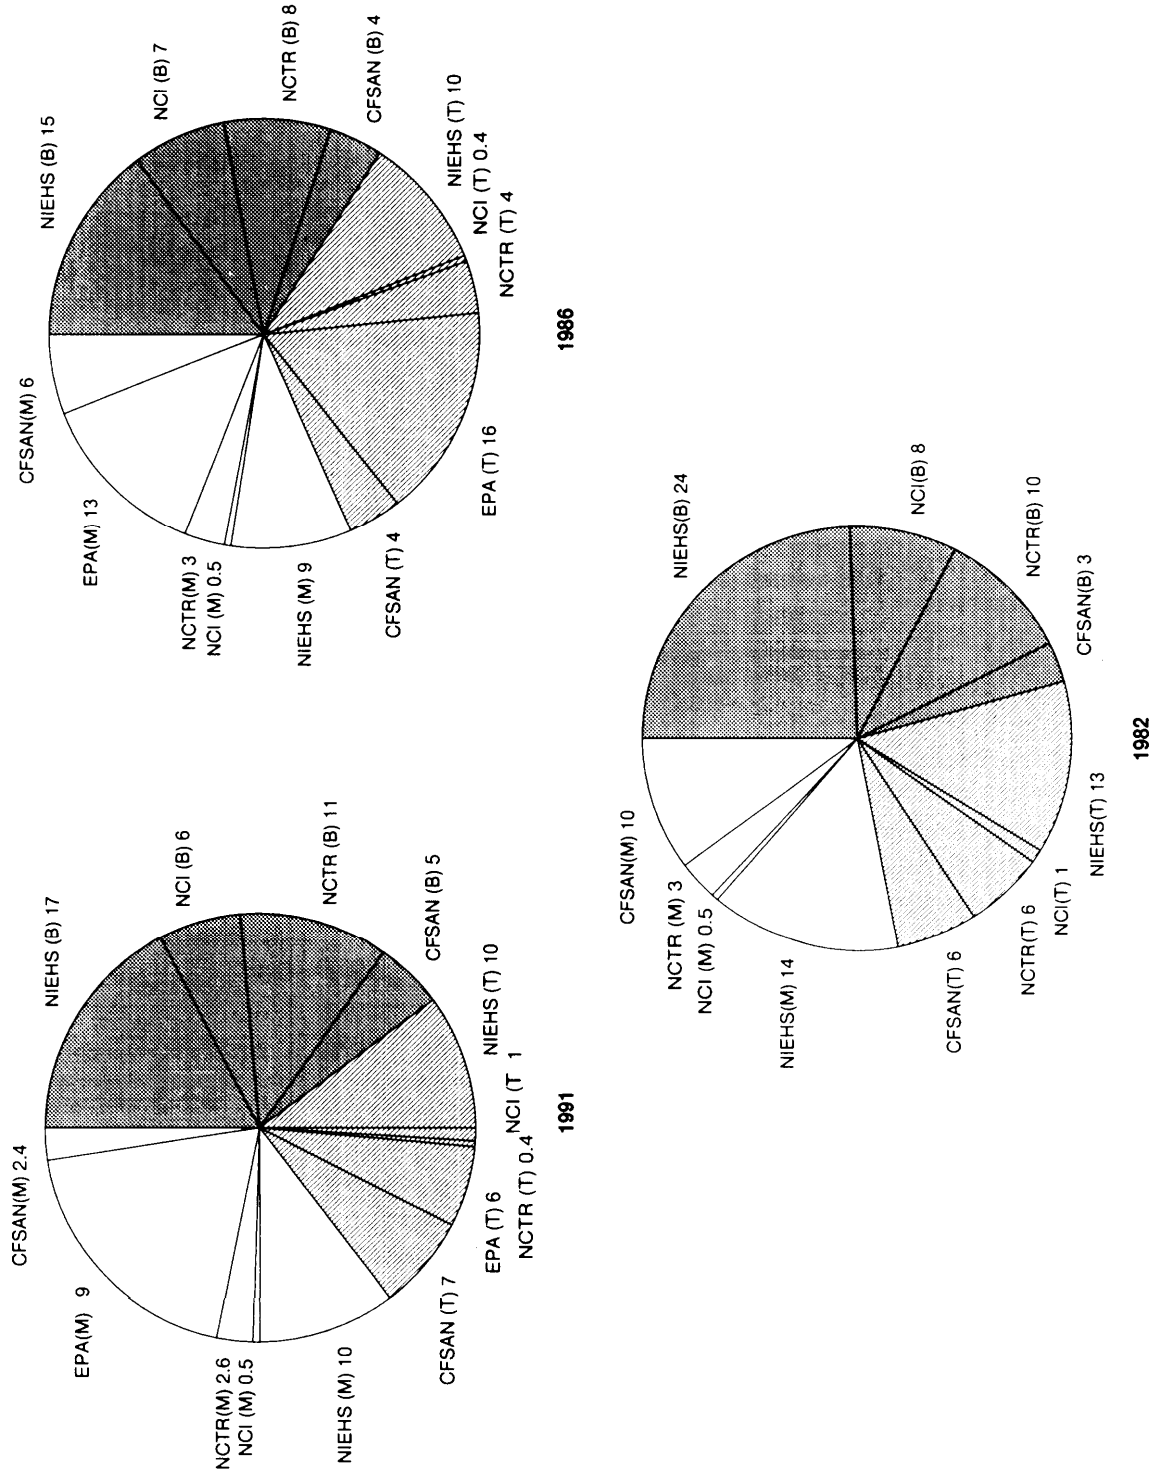 CFSAN(M) 2.4
NIEHS (B) 17
EPA(M) 9
NCI (B) 6
NCTR(M) 2.6
NCI (M) 0.5
NCTR (B) 11
NIEHS (M) 10
CFSAN (B) 5
CFSAN (T) 7
NIEHS (T) 10
EPA (T) 6
NCI (T 1
NCTR (T) 0.4
1991
CFSAN(M) 6
NIEHS (B) 15
EPA(M) 13
NCI (B) 7
NCTR(M) 3
NCI (M) 0.5
NCTR (B) 8
NIEHS (M) 9
CFSAN (B) 4
CFSAN (T) 4
NIEHS (T) 10
NCI (T) 0.4
NCTR (T) 4
EPA (T) 16
1986
CFSAN(M) 10
NIEHS(B) 24
NCTR (M) 3
NCI (M) 0.5
NCI(B) 8
NIEHS(M) 14
NCTR(B) 10
CFSAN(B) 3
CFSAN(T) 6
NCTR(T) 6
NCI(T) 1
NIEHS(T) 13
1982